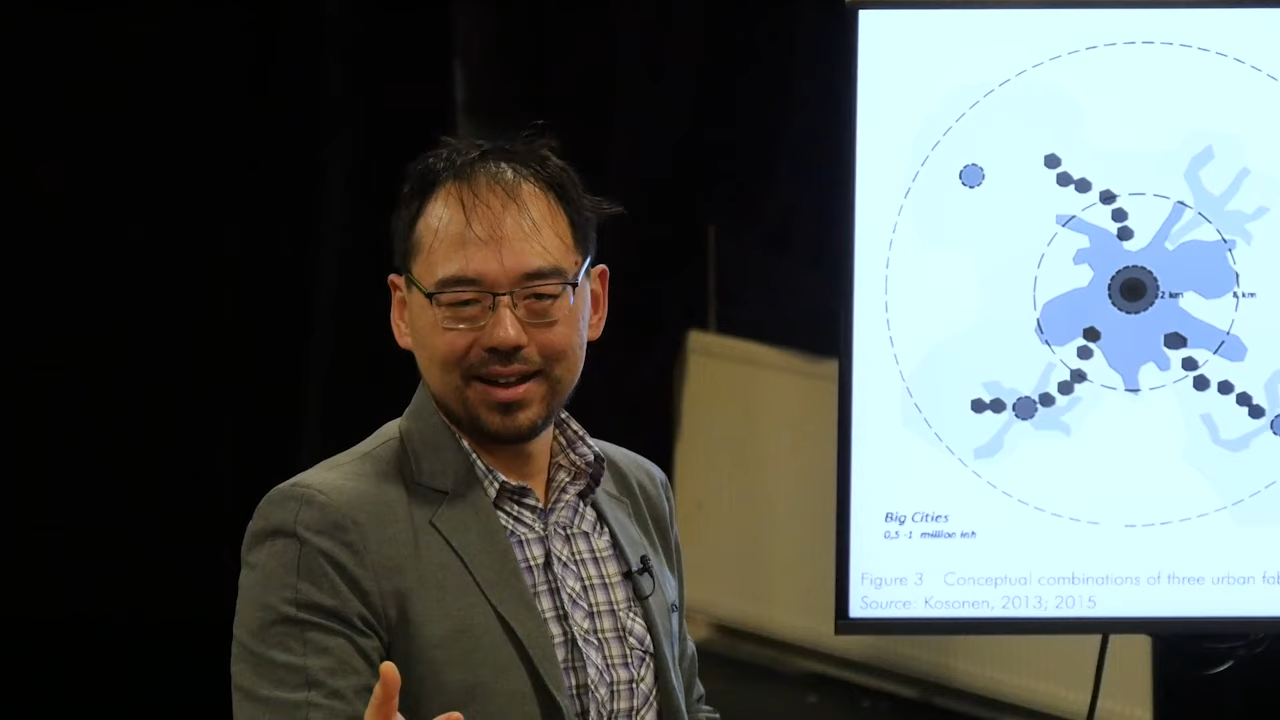 2 km
8 km
Big Cities
0,5 -1 million inh
Figure 3 Conceptual combinations of three urban fab
Source: Kosonen, 2013; 2015